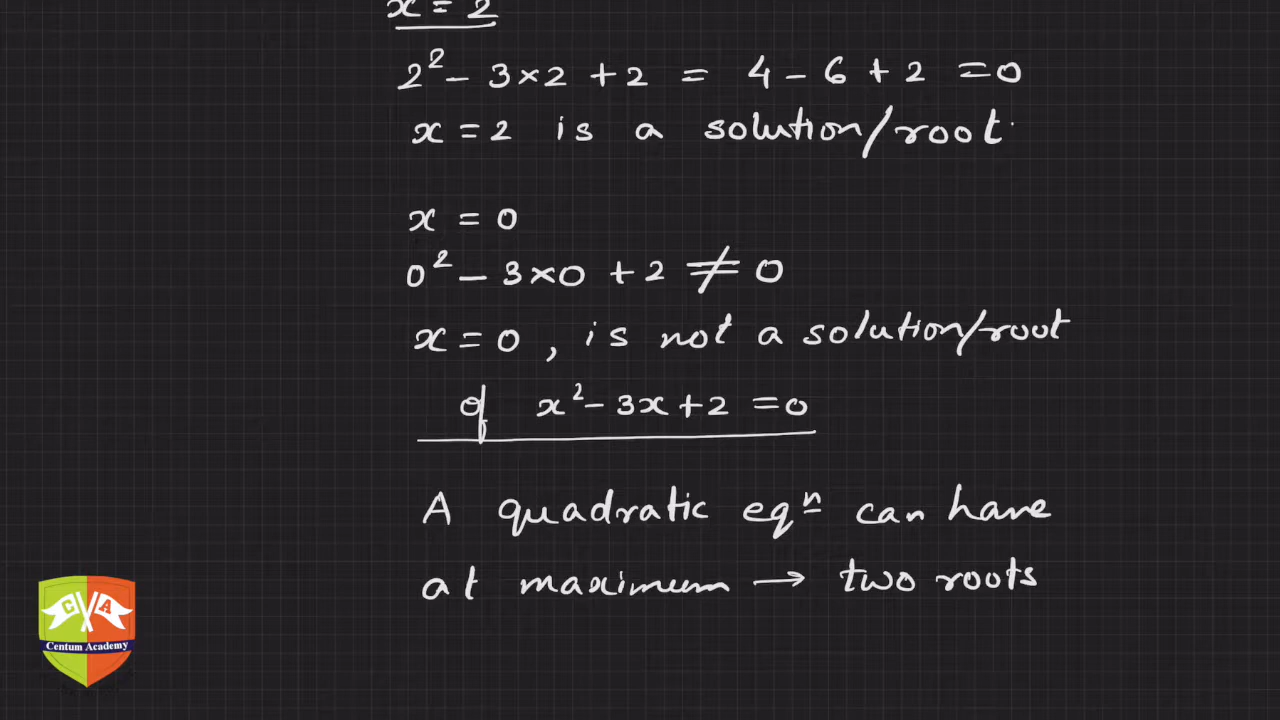 x = 2
2² - 3×2 + 2 = 4 - 6 + 2 = 0
x = 2 is a solution/root.
x = 0
0² - 3×0 + 2 ≠ 0
x = 0, is not a solution/root
of x² - 3x + 2 = 0
A quadratic eqⁿ can have
at maximum → two roots
C A
Centum Academy